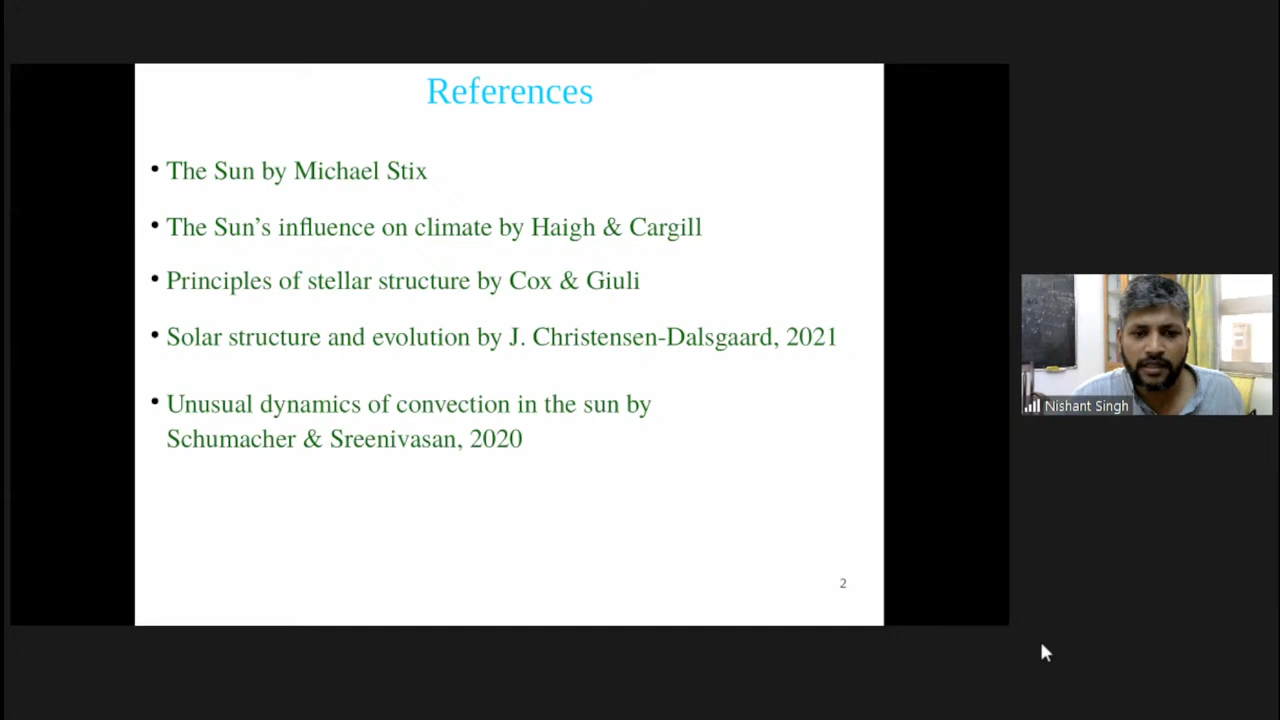 References
• The Sun by Michael Stix
• The Sun’s influence on climate by Haigh & Cargill
• Principles of stellar structure by Cox & Giuli
• Solar structure and evolution by J. Christensen-Dalsgaard, 2021
• Unusual dynamics of convection in the sun by
Schumacher & Sreenivasan, 2020
2
Nishant Singh